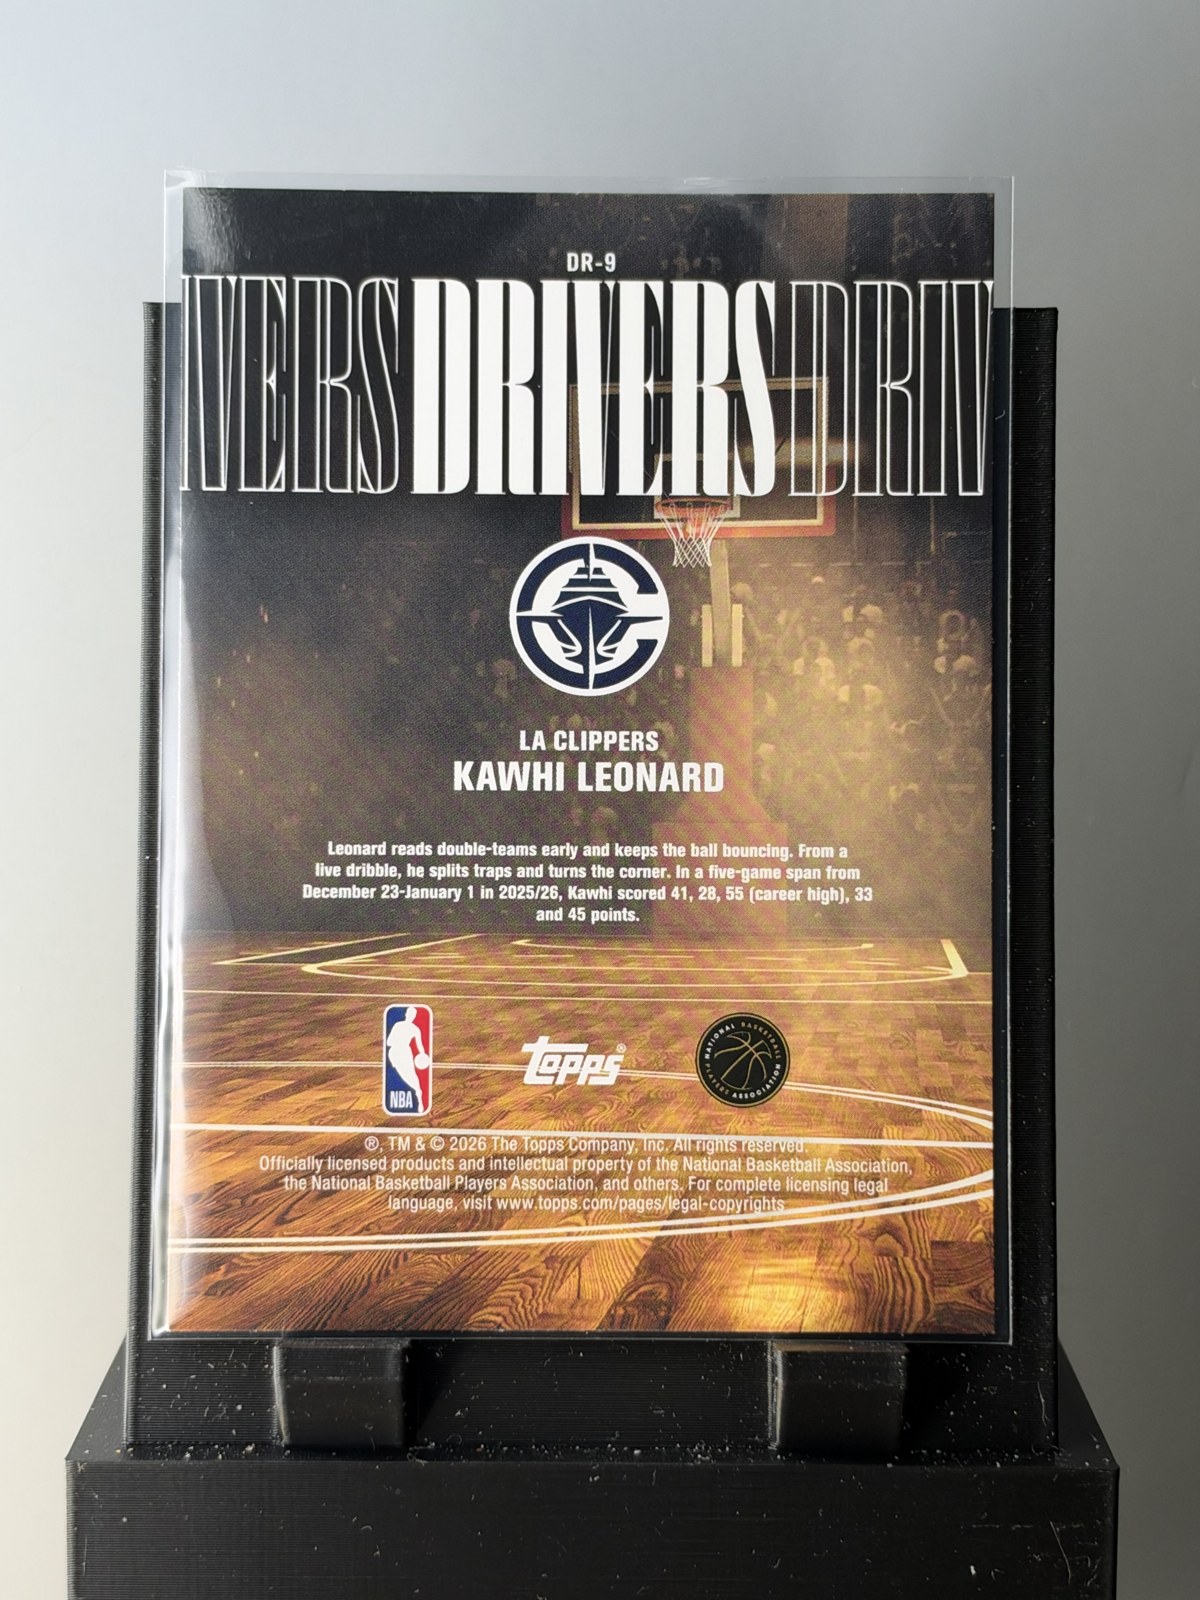 DR-9
IVERS DRIVERS DRIV
LA CLIPPERS
KAWHI LEONARD
Leonard reads double-teams early and keeps the ball bouncing. From a
live dribble, he splits traps and turns the corner. In a five-game span from
December 23-January 1 in 2025/26, Kawhi scored 41, 28, 55 (career high), 33
and 45 points.
NBA
Topps®
NATIONAL BASKETBALL PLAYERS ASSOCIATION
®, TM & © 2026 The Topps Company, Inc. All rights reserved.
Officially licensed products and intellectual property of the National Basketball Association,
the National Basketball Players Association, and others. For complete licensing legal
language, visit www.topps.com/pages/legal-copyrights